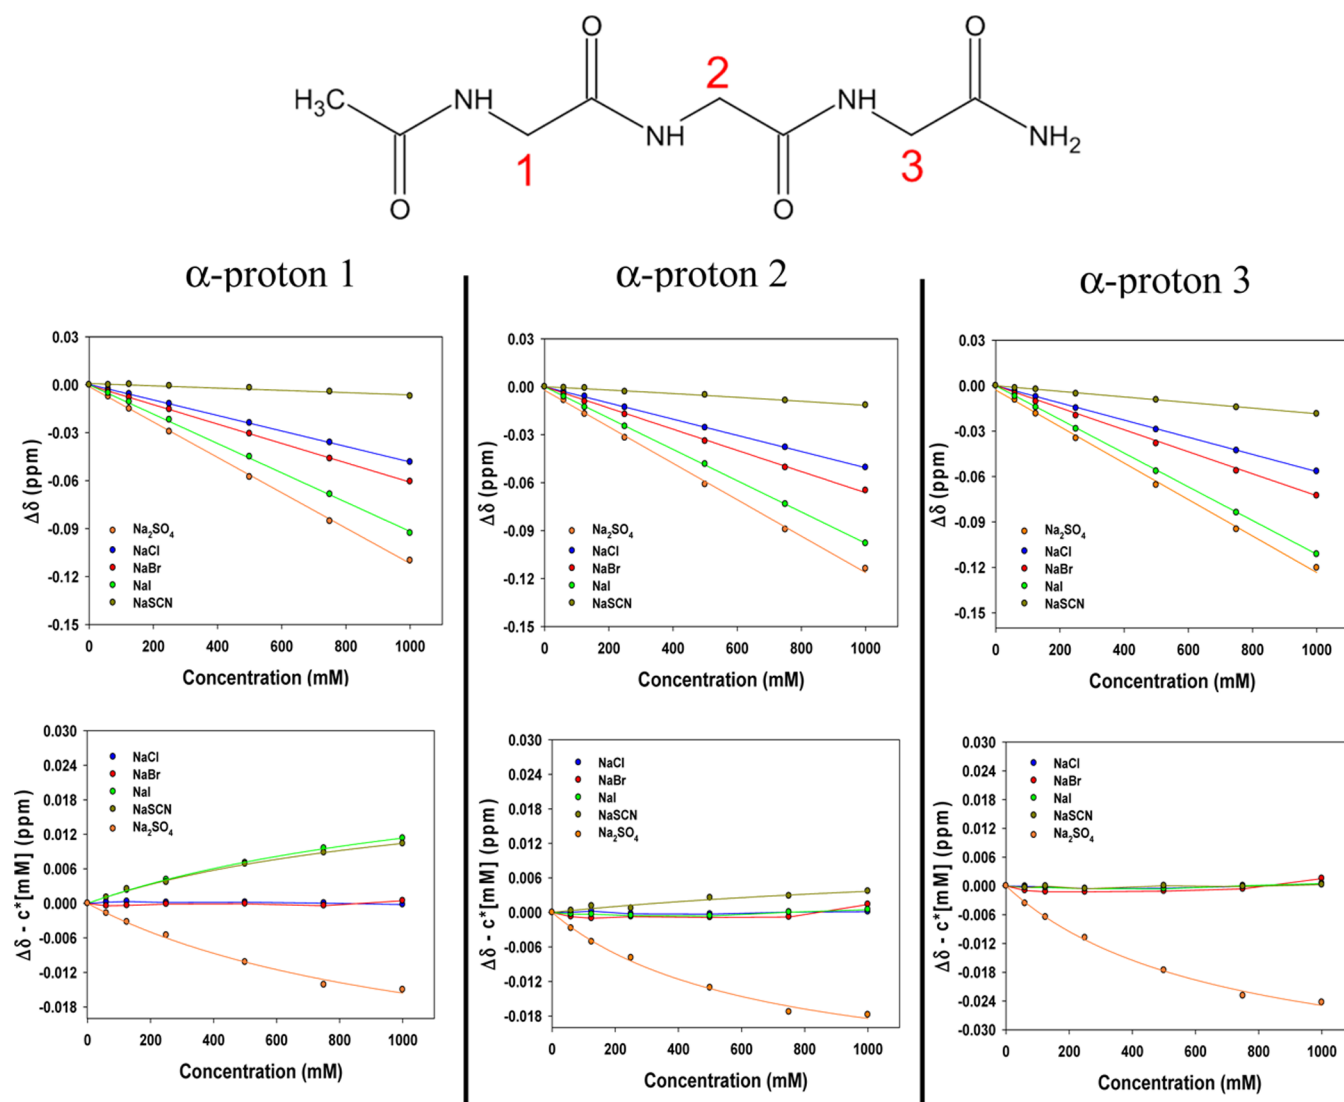 H₃C
NH
O
O
NH
2
1
O
NH
3
O
NH₂
α-proton 1
α-proton 2
α-proton 3
0.03
0.00
-0.03
-0.06
-0.09
-0.12
-0.15
Δδ (ppm)
Na₂SO₄
NaCl
NaBr
NaI
NaSCN
0 200 400 600 800 1000
Concentration (mM)
0.03
0.00
-0.03
-0.06
-0.09
-0.12
-0.15
Δδ (ppm)
Na₂SO₄
NaCl
NaBr
NaI
NaSCN
0 200 400 600 800 1000
Concentration (mM)
0.03
0.00
-0.03
-0.06
-0.09
-0.12
-0.15
Δδ (ppm)
Na₂SO₄
NaCl
NaBr
NaI
NaSCN
0 200 400 600 800 1000
Concentration (mM)
0.030
0.024
0.018
0.012
0.006
0.000
-0.006
-0.012
-0.018
Δδ - c*[mM] (ppm)
NaCl
NaBr
NaI
NaSCN
Na₂SO₄
0 200 400 600 800 1000
Concentration (mM)
0.030
0.024
0.018
0.012
0.006
0.000
-0.006
-0.012
-0.018
Δδ - c*[mM] (ppm)
NaCl
NaBr
NaI
NaSCN
Na₂SO₄
0 200 400 600 800 1000
Concentration (mM)
0.030
0.024
0.018
0.012
0.006
0.000
-0.006
-0.012
-0.018
-0.024
-0.030
Δδ - c*[mM] (ppm)
NaCl
NaBr
NaI
NaSCN
Na₂SO₄
0 200 400 600 800 1000
Concentration (mM)